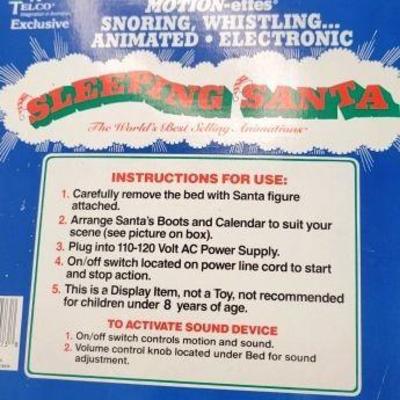 TELCO
MOTION-ettes
Exclusive
SNORING, WHISTLING...
ANIMATED • ELECTRONIC
SLEEPING SANTA
The World's Best Selling Animations
INSTRUCTIONS FOR USE:
1. Carefully remove the bed with Santa figure
attached.
2. Arrange Santa's Boots and Calendar to suit your
scene (see picture on box).
3. Plug into 110-120 Volt AC Power Supply.
4. On/off switch located on power line cord to start
and stop action.
5. This is a Display Item, not a Toy, not recommended
for children under 8 years of age.
TO ACTIVATE SOUND DEVICE
1. On/off switch controls motion and sound.
2. Volume control knob located under Bed for sound
adjustment.